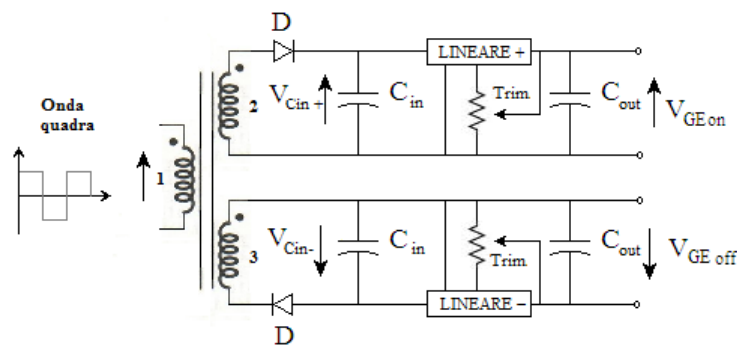 D
LINEARE +
Onda
quadra
2
V Cin +
C in
Trim.
C out
V GE on
1
3
V Cin-
C in
Trim.
C out
V GE off
LINEARE −
D